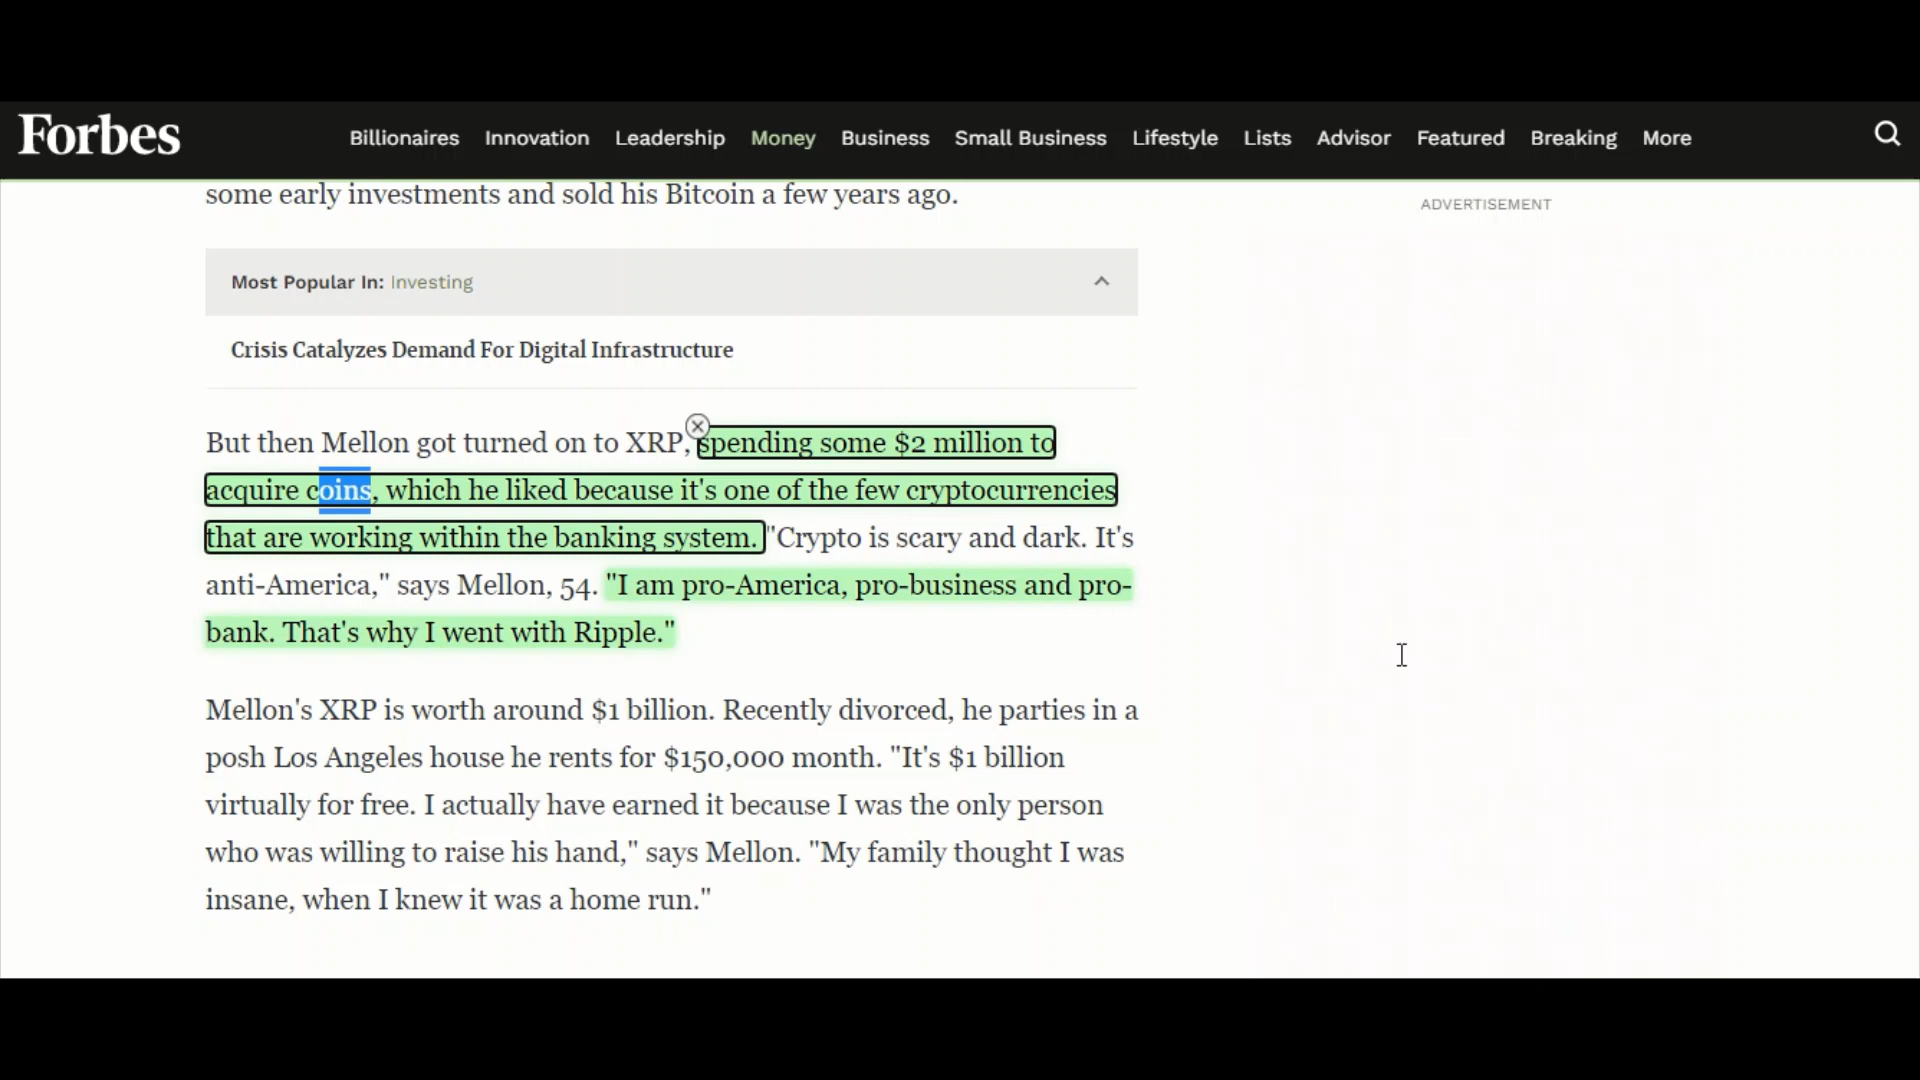 Forbes
Billionaires Innovation Leadership Money Business Small Business Lifestyle Lists Advisor Featured Breaking More
some early investments and sold his Bitcoin a few years ago.
ADVERTISEMENT
Most Popular In: Investing
Crisis Catalyzes Demand For Digital Infrastructure
But then Mellon got turned on to XRP, spending some $2 million to
acquire coins, which he liked because it's one of the few cryptocurrencies
that are working within the banking system. "Crypto is scary and dark. It's
anti-America," says Mellon, 54. "I am pro-America, pro-business and pro-
bank. That's why I went with Ripple."
Mellon's XRP is worth around $1 billion. Recently divorced, he parties in a
posh Los Angeles house he rents for $150,000 month. "It's $1 billion
virtually for free. I actually have earned it because I was the only person
who was willing to raise his hand," says Mellon. "My family thought I was
insane, when I knew it was a home run."